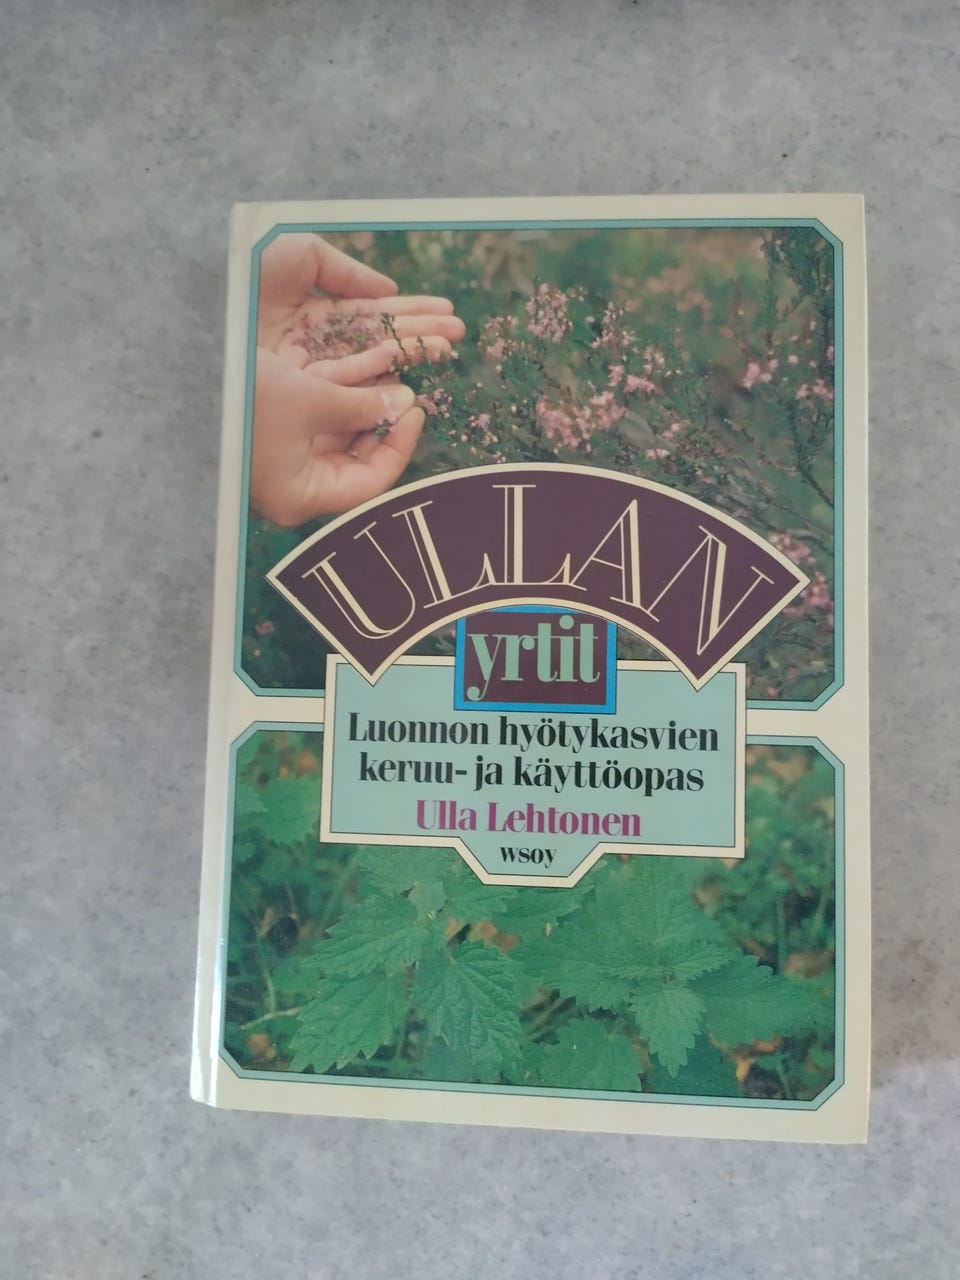 ULLAN
yrtit
Luonnon hyötykasvien
keruu- ja käyttöopas
Ulla Lehtonen
wsoy